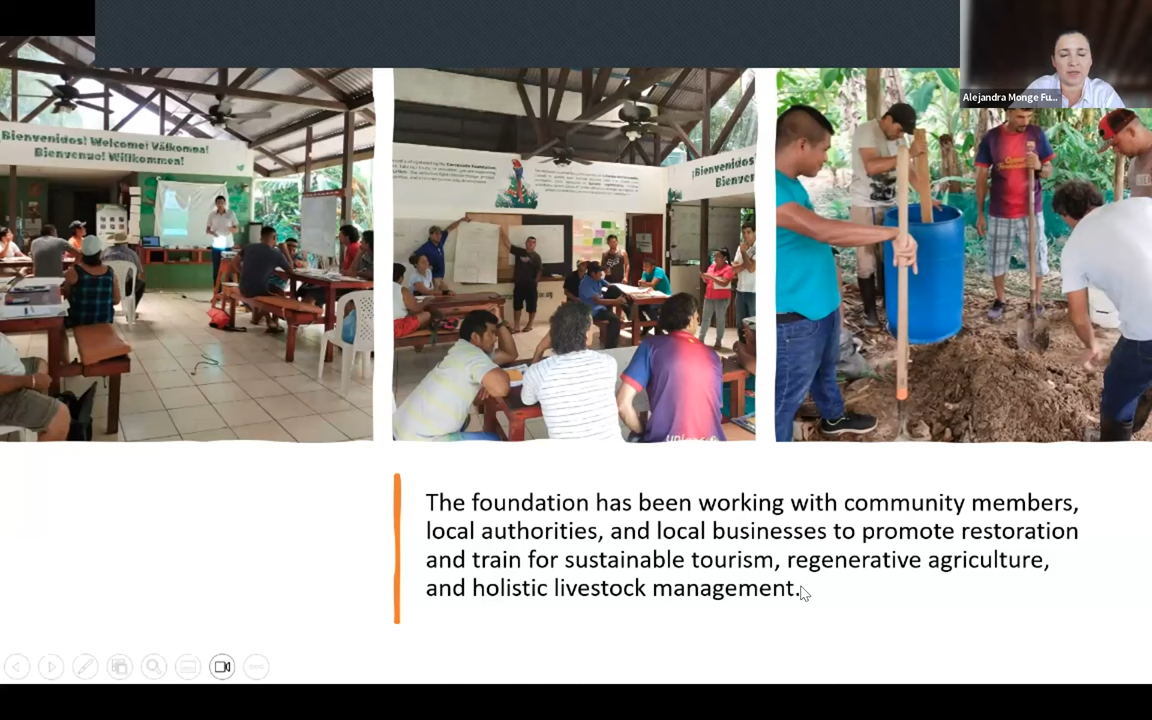 Alejandra Monge Fu...
Bienvenidos! Welcome! Välkomna!
Bienvenue! Willkommen!
¡Bienvenidos!
Bienven
The foundation has been working with community members,
local authorities, and local businesses to promote restoration
and train for sustainable tourism, regenerative agriculture,
and holistic livestock management.